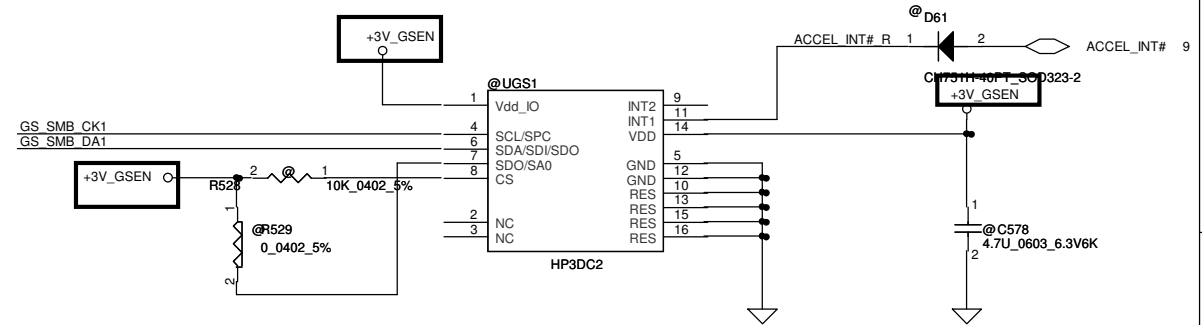 @ D61
+3V_GSEN
ACCEL_INT#_R 1 2 ACCEL_INT# 9
CH751H-40PT_SOD323-2
+3V_GSEN
@UGS1
1 Vdd_IO INT2 9
INT1 11
GS_SMB_CK1 4 SCL/SPC VDD 14
GS_SMB_DA1 6 SDA/SDI/SDO
7 SDO/SA0 GND 5
+3V_GSEN 2 @ 1 8 CS GND 12
R528 10K_0402_5% RES 10
RES 13
2 NC RES 15
3 NC RES 16
1 @R529
0_0402_5%
2
HP3DC2
1
@C578
4.7U_0603_6.3V6K
2